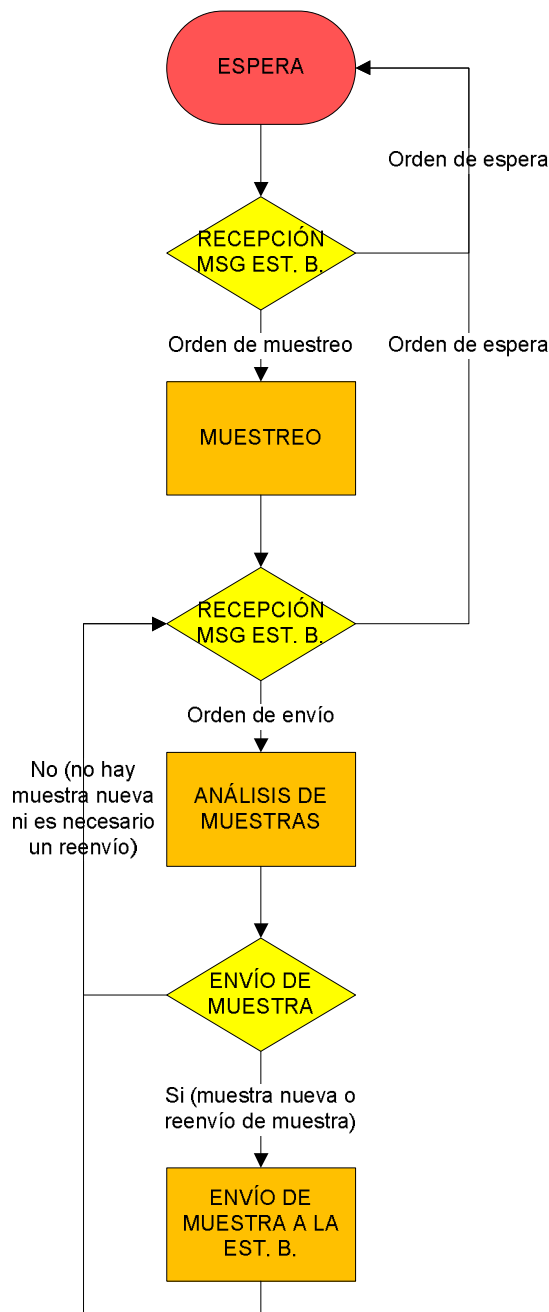 ESPERA
Orden de espera
RECEPCIÓN
MSG EST. B.
Orden de muestreo
Orden de espera
MUESTREO
RECEPCIÓN
MSG EST. B.
Orden de envío
No (no hay
muestra nueva
ni es necesario
un reenvío)
ANÁLISIS DE
MUESTRAS
ENVÍO DE
MUESTRA
Si (muestra nueva o
reenvío de muestra)
ENVÍO DE
MUESTRA A LA
EST. B.